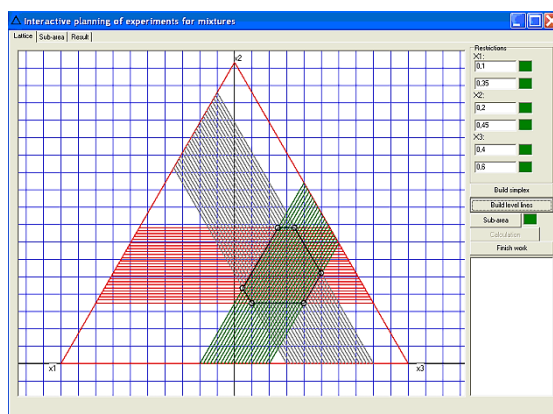 Interactive planning of experiments for mixtures
Lattice Sub-area Result
x2
x1
x3
Restrictions
X1:
0,1
0,35
X2:
0,2
0,45
X3:
0,4
0,6
Build simplex
Build level lines
Sub-area
Calculation
Finish work